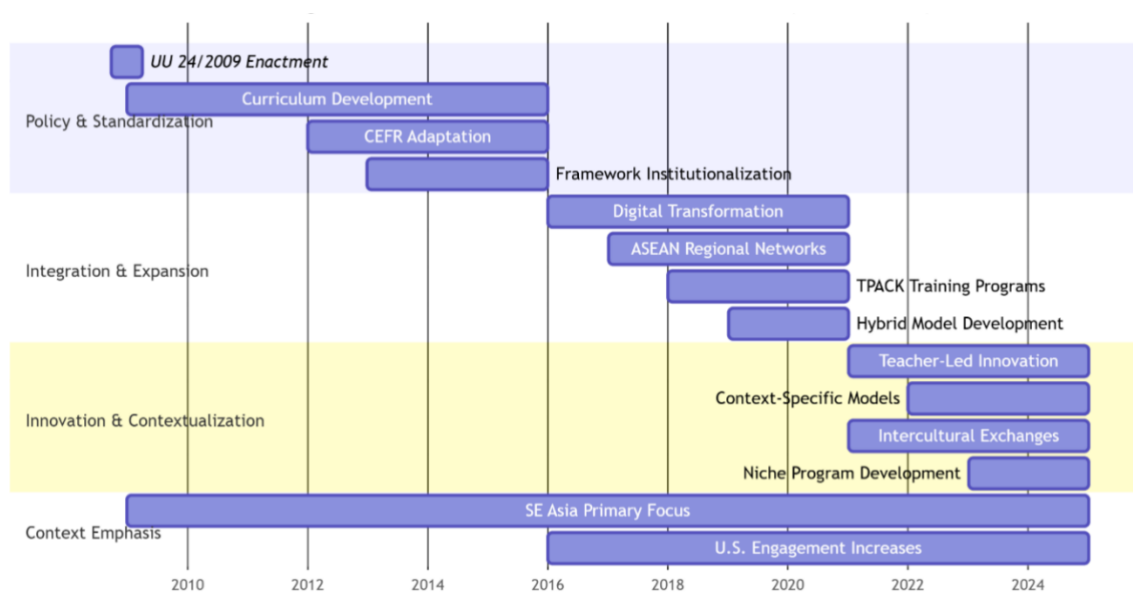 UU 24/2009 Enactment
Curriculum Development
Policy & Standardization
CEFR Adaptation
Framework Institutionalization
Digital Transformation
ASEAN Regional Networks
Integration & Expansion
TPACK Training Programs
Hybrid Model Development
Teacher-Led Innovation
Context-Specific Models
Innovation & Contextualization
Intercultural Exchanges
Niche Program Development
SE Asia Primary Focus
Context Emphasis
U.S. Engagement Increases
2010 2012 2014 2016 2018 2020 2022 2024